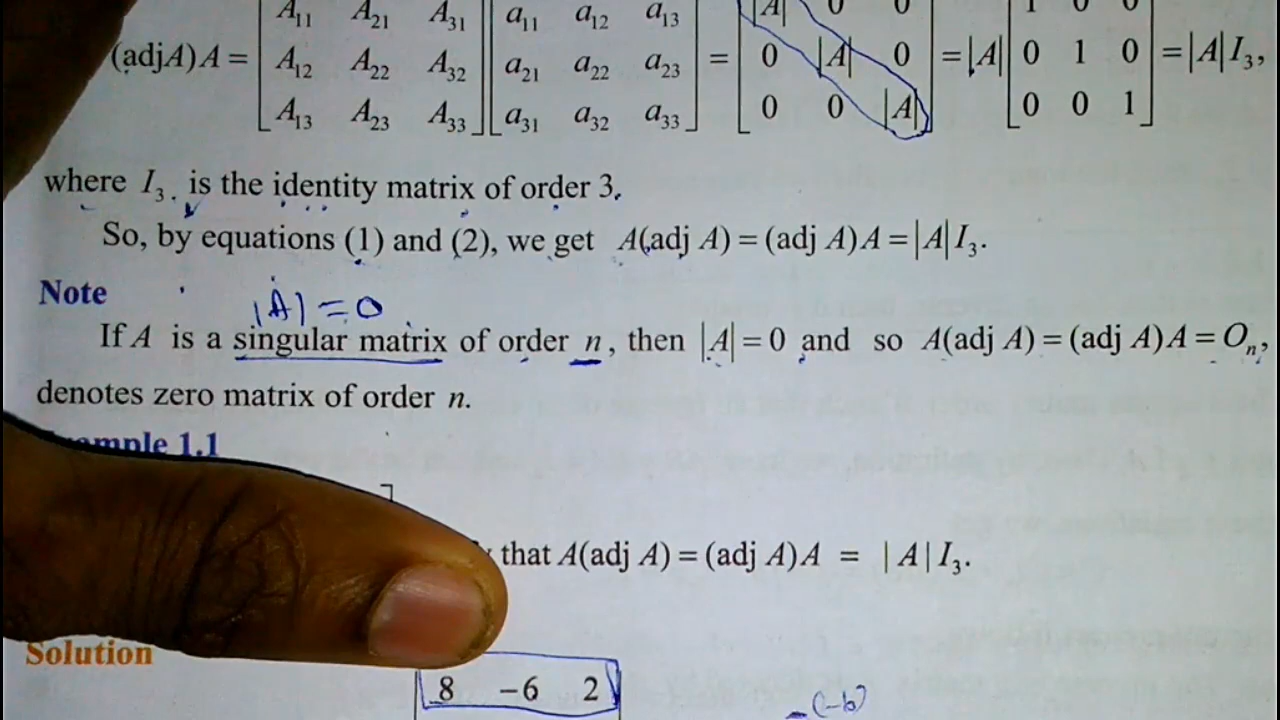 A₁₁ A₂₁ A₃₁ a₁₁ a₁₂ a₁₃ |A| 0 0 1 0 0
(adjA) A = A₁₂ A₂₂ A₃₂ a₂₁ a₂₂ a₂₃ = 0 |A| 0 = |A| 0 1 0 = |A| I₃,
A₁₃ A₂₃ A₃₃ a₃₁ a₃₂ a₃₃ 0 0 |A| 0 0 1
where I₃ is the identity matrix of order 3.
So, by equations (1) and (2), we get A(adj A) = (adj A)A = |A| I₃.
Note
|A| = 0
If A is a singular matrix of order n, then |A| = 0 and so A(adj A) = (adj A)A = Oₙ,
denotes zero matrix of order n.
Example 1.1
that A(adj A) = (adj A)A = |A| I₃.
Solution
8 −6 2